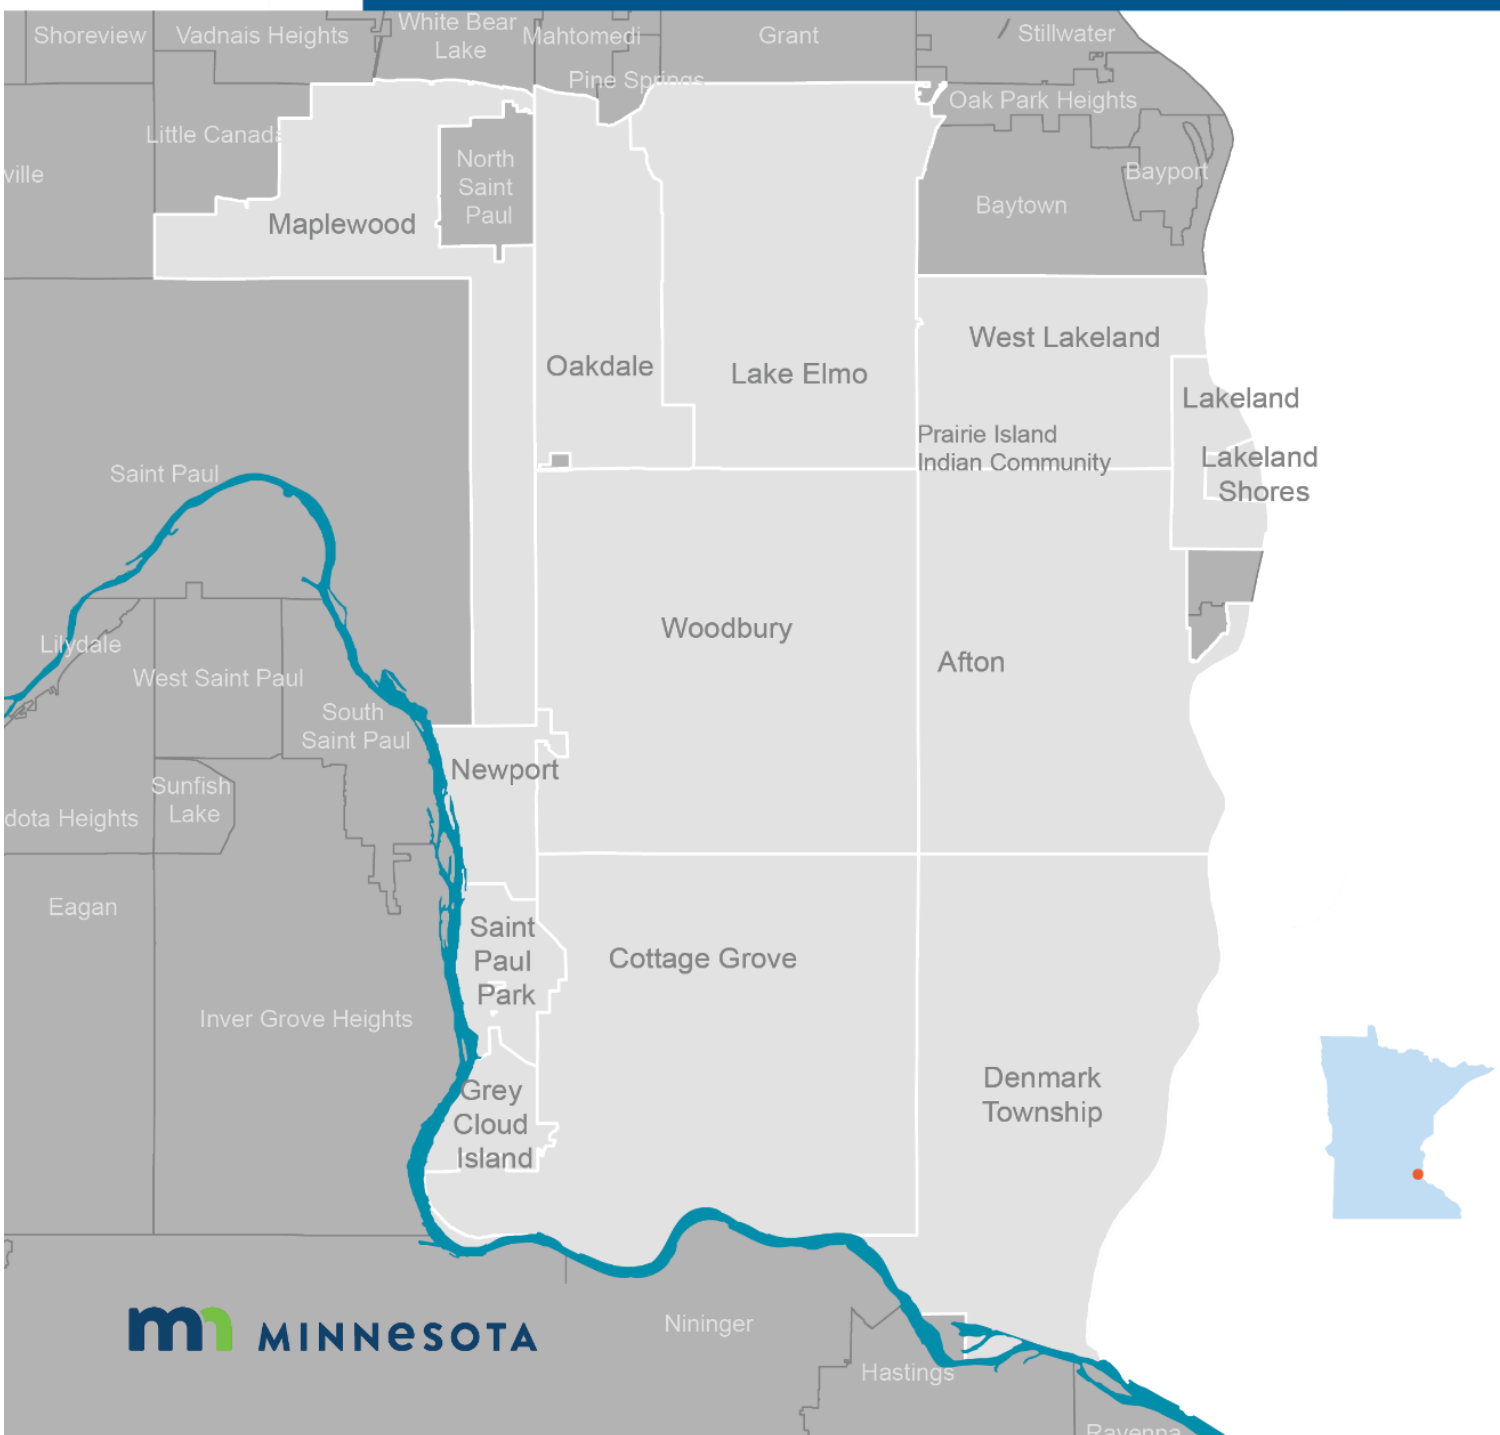 Shoreview
Vadnais Heights
White Bear
Lake
Mahtomedi
Grant
Stillwater
Pine Springs
Oak Park Heights
Little Canada
ville
North
Saint
Paul
Bayport
Baytown
Maplewood
West Lakeland
Oakdale
Lake Elmo
Lakeland
Prairie Island
Indian Community
Lakeland
Shores
Saint Paul
Woodbury
Afton
Lilydale
West Saint Paul
South
Saint Paul
Newport
Sunfish
Lake
dota Heights
Eagan
Saint
Paul
Park
Cottage Grove
Inver Grove Heights
Grey
Cloud
Island
Denmark
Township
Nininger
mn MINNESOTA
Hastings
Ravenna